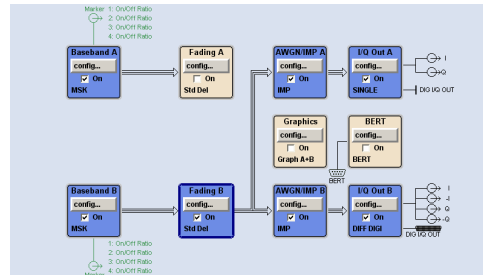 Marker 1: On/Off Ratio
2: On/Off Ratio
3: On/Off Ratio
4: On/Off Ratio
Baseband A
config...
On
MSK
Fading A
config...
On
Std Del
AWGN/IMP A
config...
On
IMP
I/Q Out A
config...
On
SINGLE
I
Q
DIG I/Q OUT
Graphics
config...
On
Graph A+B
BERT
config...
On
BERT
BERT
Baseband B
config...
On
MSK
Fading B
config...
On
Std Del
AWGN/IMP B
config...
On
IMP
I/Q Out B
config...
On
DIFF DIGI
I
-I
Q
-Q
DIG I/Q OUT
1: On/Off Ratio
2: On/Off Ratio
3: On/Off Ratio
Marker 4: On/Off Ratio